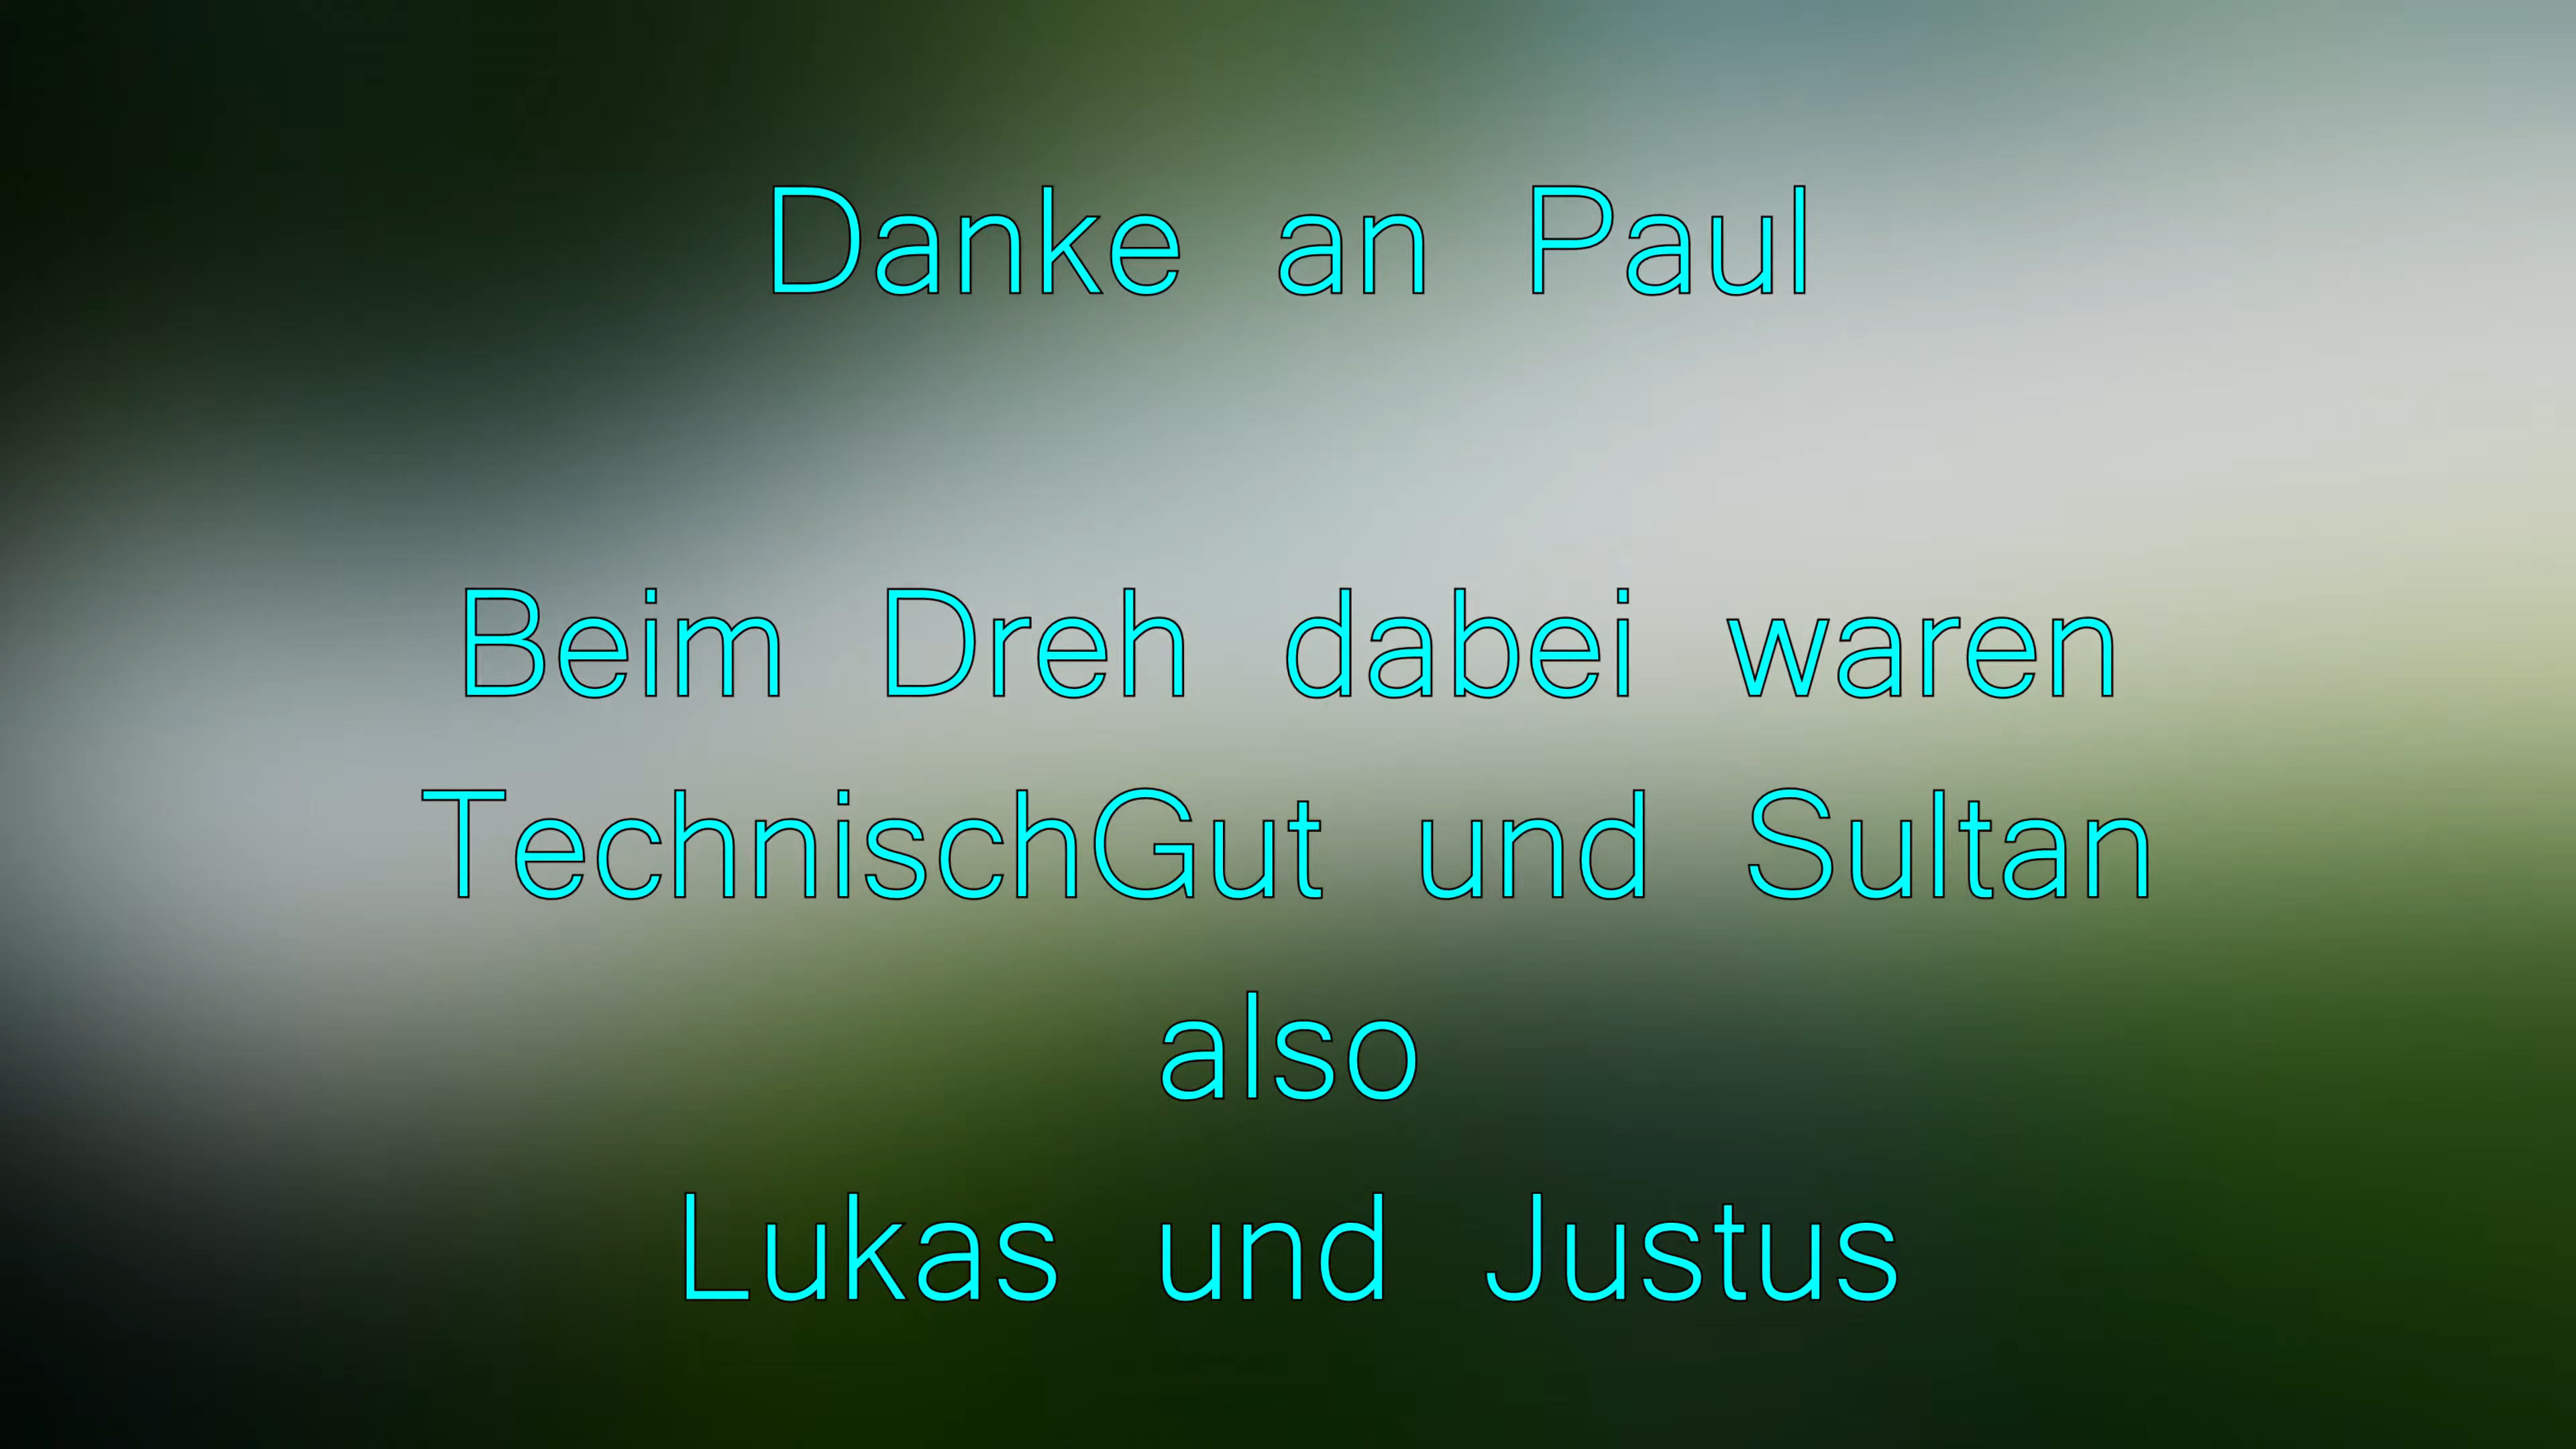 Danke an Paul
Beim Dreh dabei waren
TechnischGut und Sultan
also
Lukas und Justus